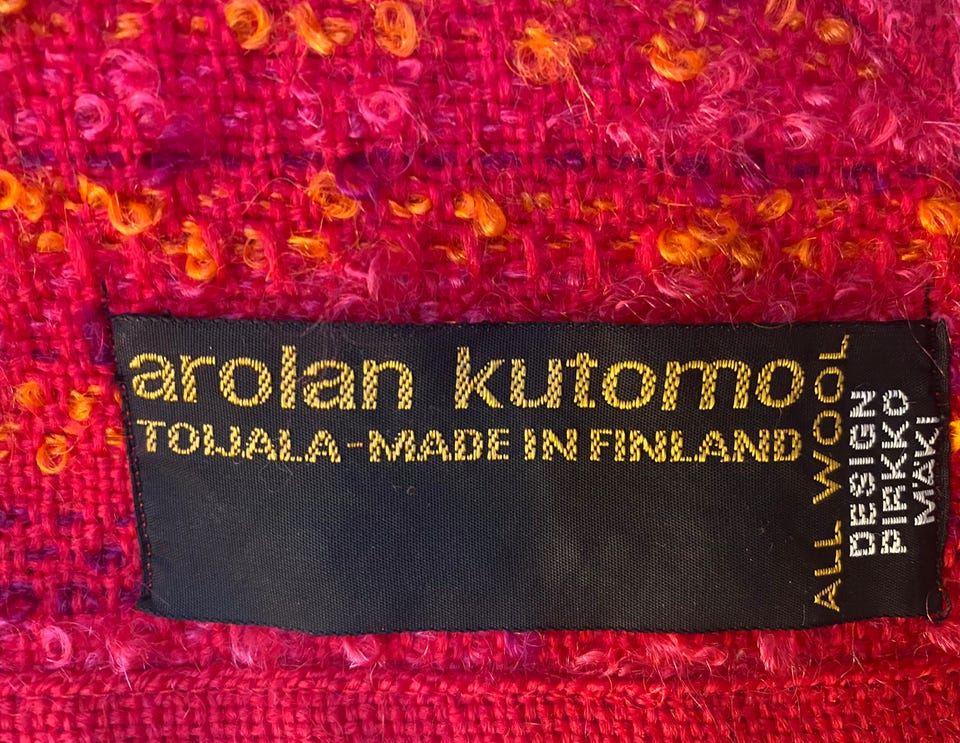 arolan kutomo
TOIJALA-MADE IN FINLAND
ALL WOOL
DESIGN
PIRKKO
MÄKI